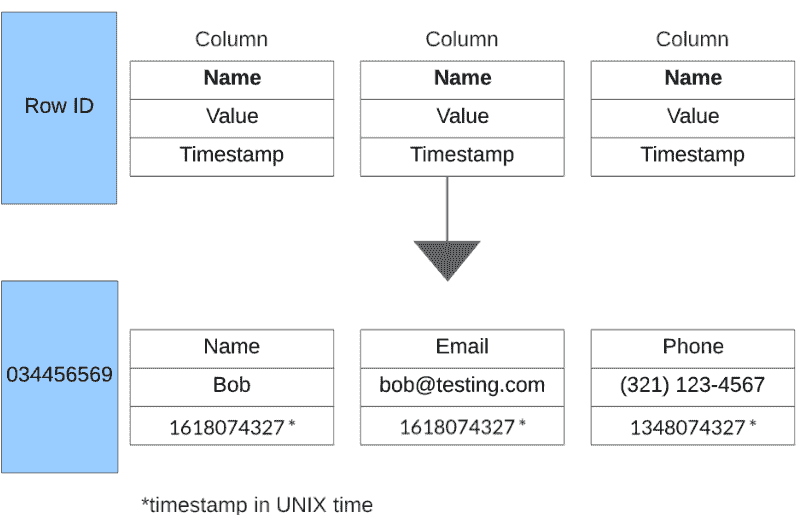 Column Column Column
Row ID
Name Name Name
Value Value Value
Timestamp Timestamp Timestamp
034456569
Name Email Phone
Bob bob@testing.com (321) 123-4567
1618074327* 1618074327* 1348074327*
*timestamp in UNIX time